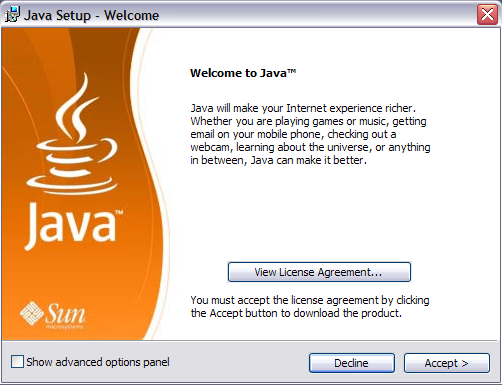 Java Setup - Welcome
Welcome to Java™
Java will make your Internet experience richer.
Whether you are playing games or music, getting
email on your mobile phone, checking out a
webcam, learning about the universe, or anything
in between, Java can make it better.
Java™
View License Agreement...
Sun
microsystems
You must accept the license agreement by clicking
the Accept button to download the product.
Show advanced options panel
Decline
Accept >